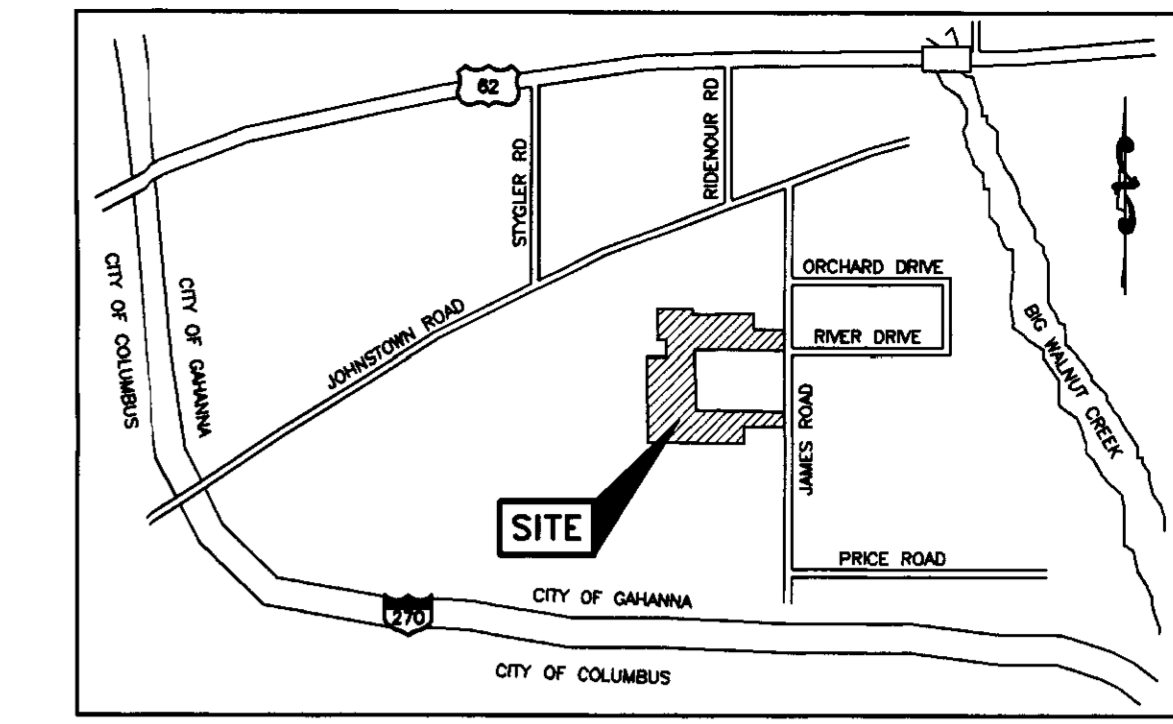 62
STYGLER RD
RIDENOUR RD
CITY OF COLUMBUS
CITY OF GAHANNA
JOHNSTOWN ROAD
ORCHARD DRIVE
RIVER DRIVE
BIG WALNUT CREEK
JAMES ROAD
SITE
PRICE ROAD
CITY OF GAHANNA
270
CITY OF COLUMBUS